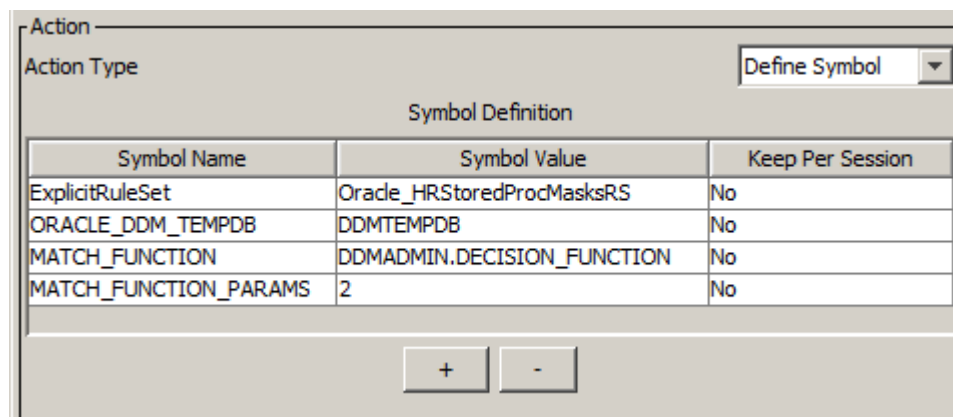 Action
Action Type Define Symbol
Symbol Definition
Symbol Name Symbol Value Keep Per Session
ExplicitRuleSet Oracle_HRStoredProcMasksRS No
ORACLE_DDM_TEMPDB DDMTEMPDB No
MATCH_FUNCTION DDMADMIN.DECISION_FUNCTION No
MATCH_FUNCTION_PARAMS 2 No
+ -